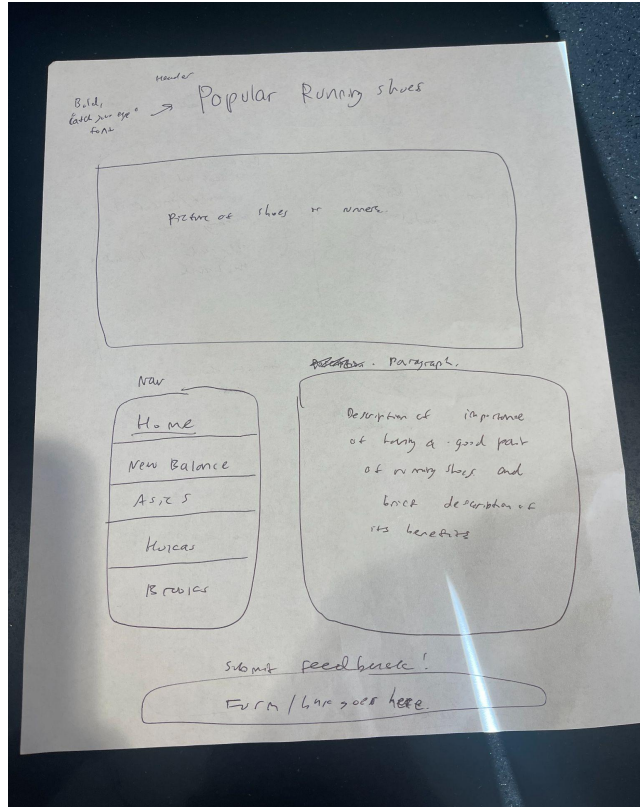 Header
Bold,
"Catch your eye"
font
Popular Running shoes
Picture of shoes or runners.
Nav
Home
New Balance
Asics
Hokas
Brooks
Paragraph.
Description of importance
of having a good pair
of running shoes and
brief description of
its benefits
Submit feedback!
Form / link goes here.